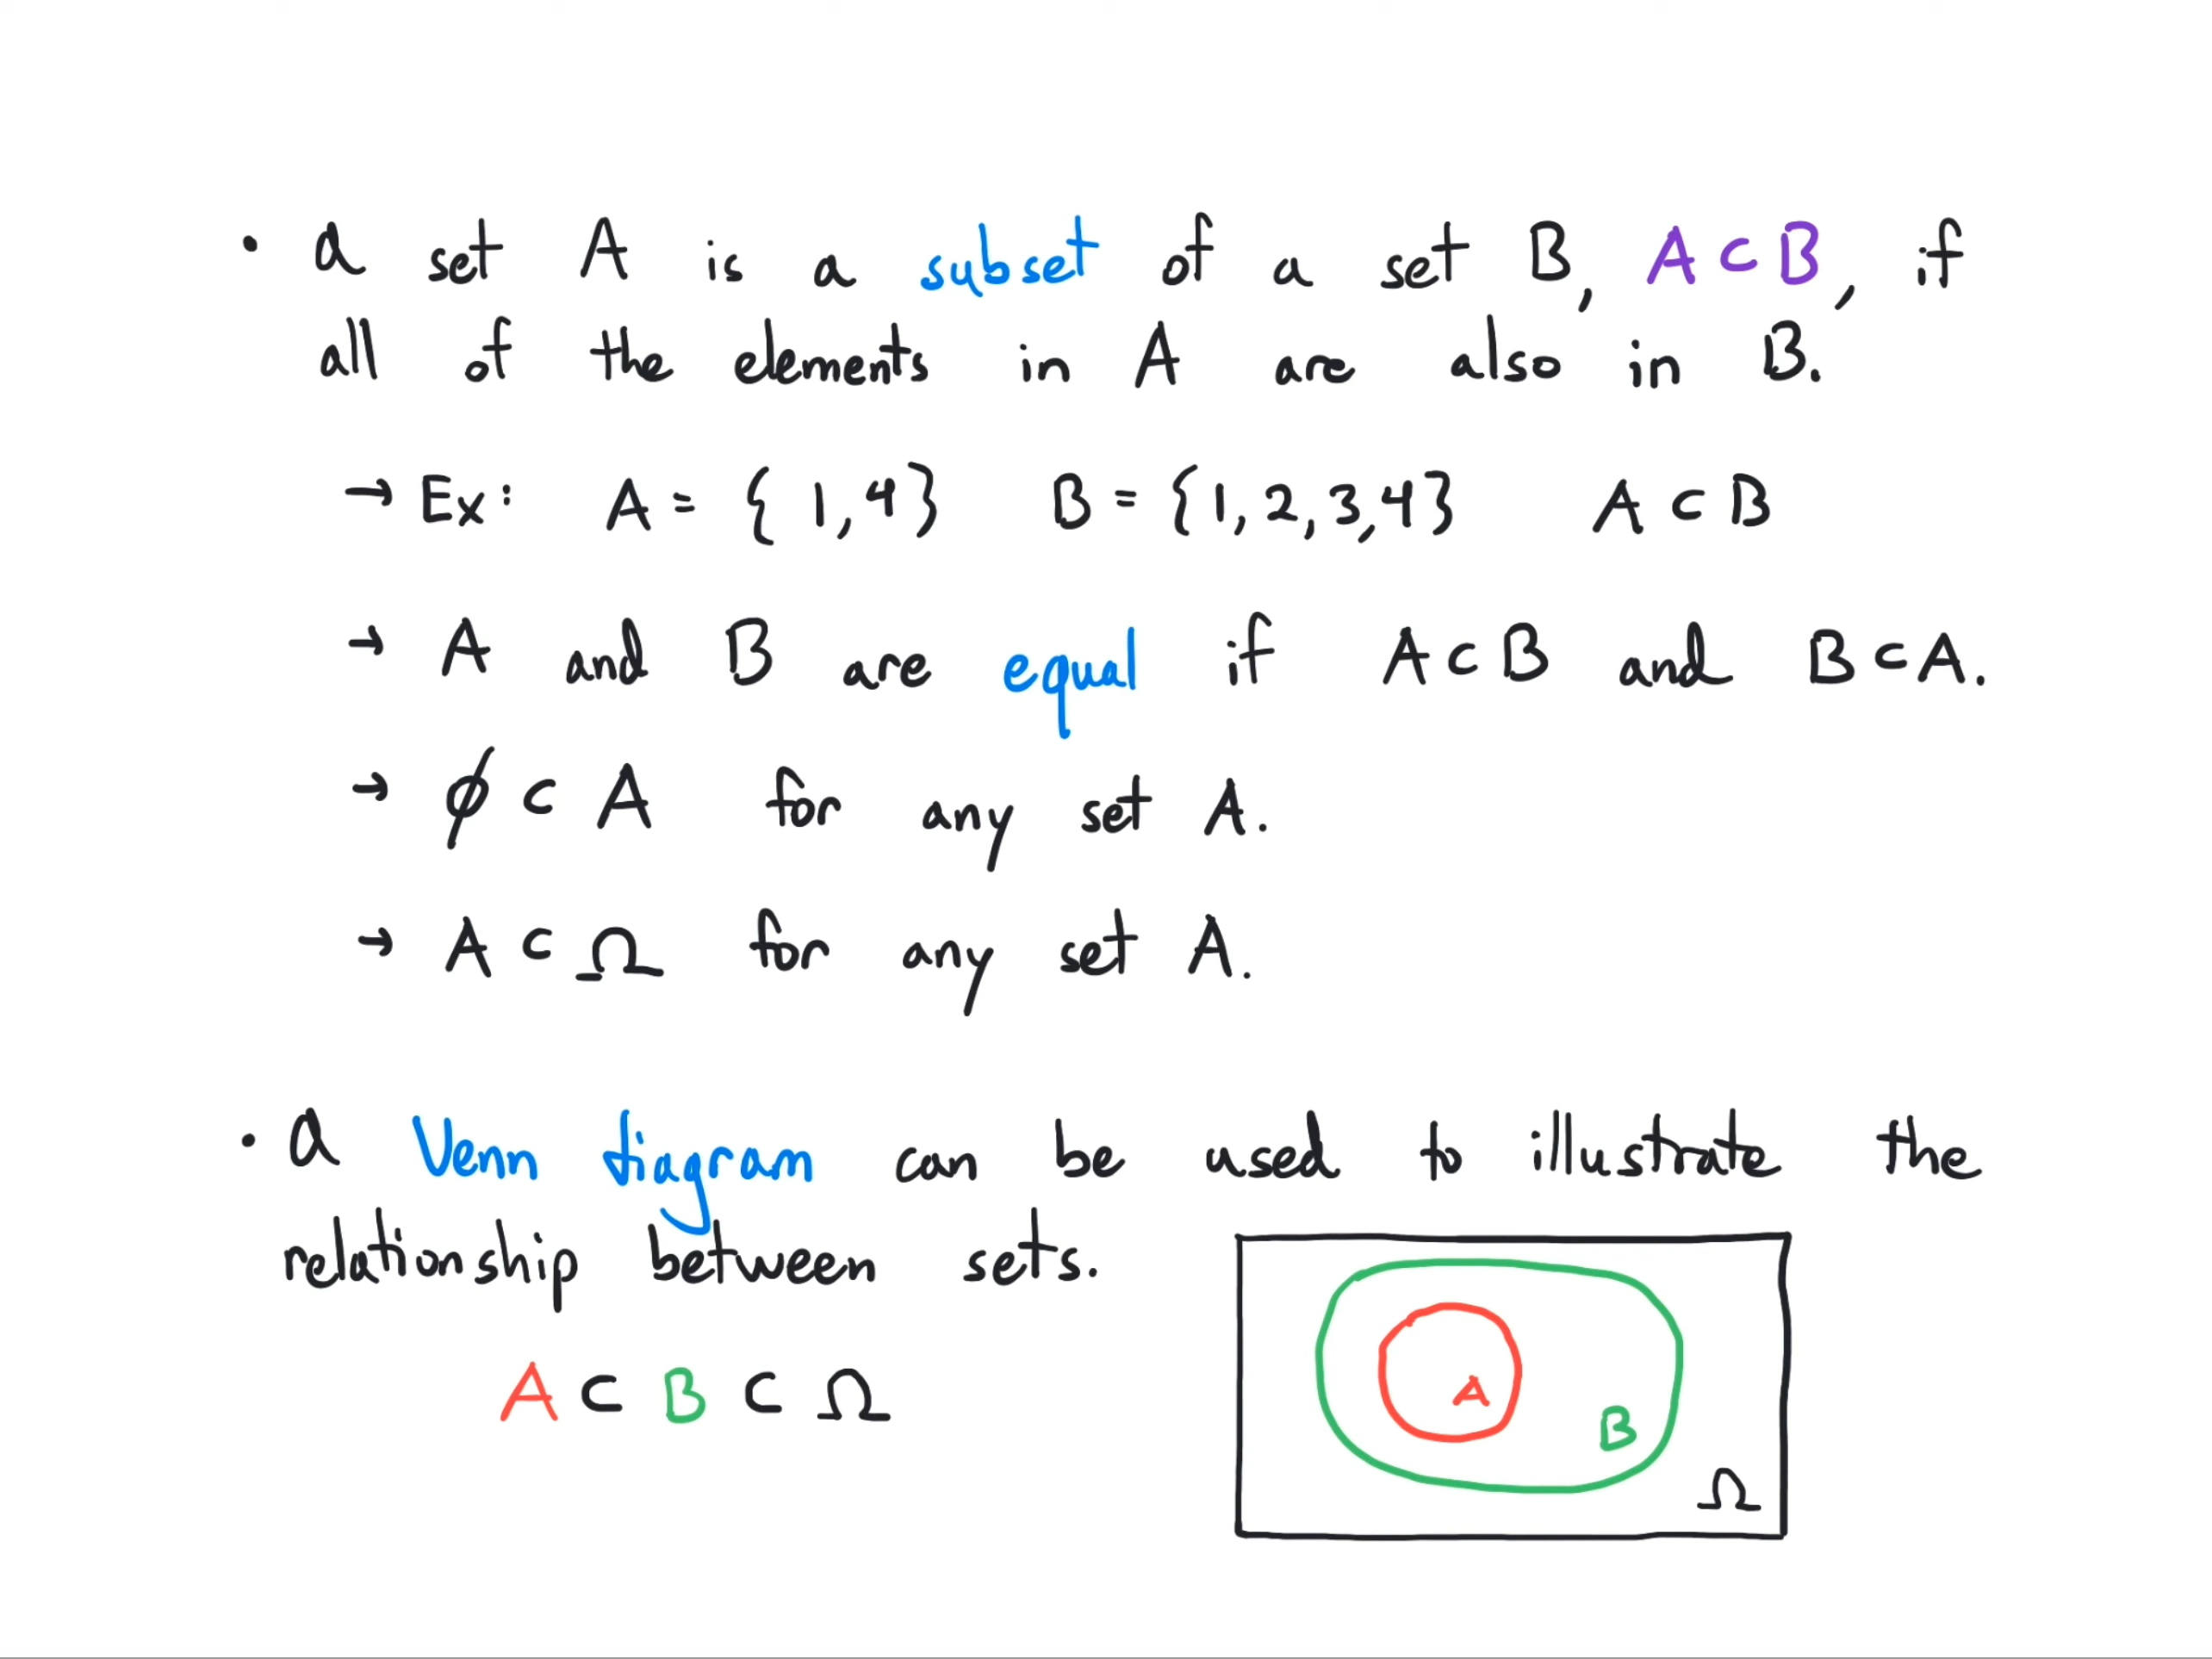 • a set A is a subset of a set B, A ⊂ B, if
all of the elements in A are also in B.
→ Ex: A = { 1, 4 } B = { 1, 2, 3, 4 } A ⊂ B
→ A and B are equal if A ⊂ B and B ⊂ A.
→ ϕ ⊂ A for any set A.
→ A ⊂ Ω for any set A.
• a Venn diagram can be used to illustrate the
relationship between sets.
A ⊂ B ⊂ Ω
A
B
Ω